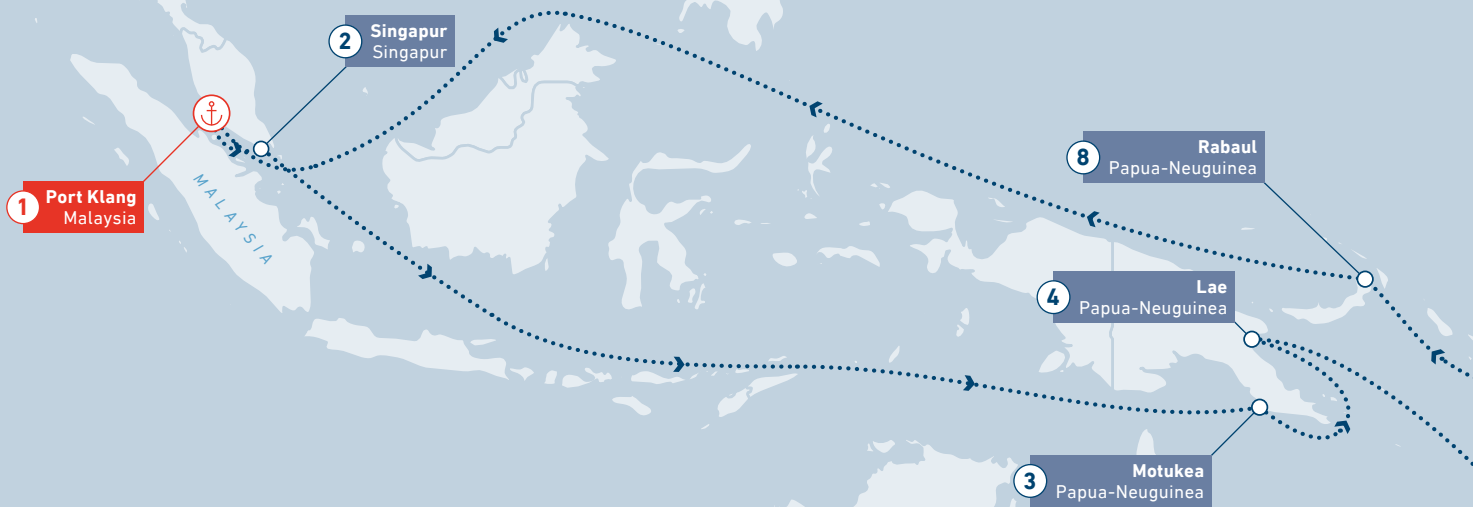 2
Singapur
Singapur
1
Port Klang
Malaysia
MALAYSIA
8
Rabaul
Papua-Neuguinea
4
Lae
Papua-Neuguinea
3
Motukea
Papua-Neuguinea